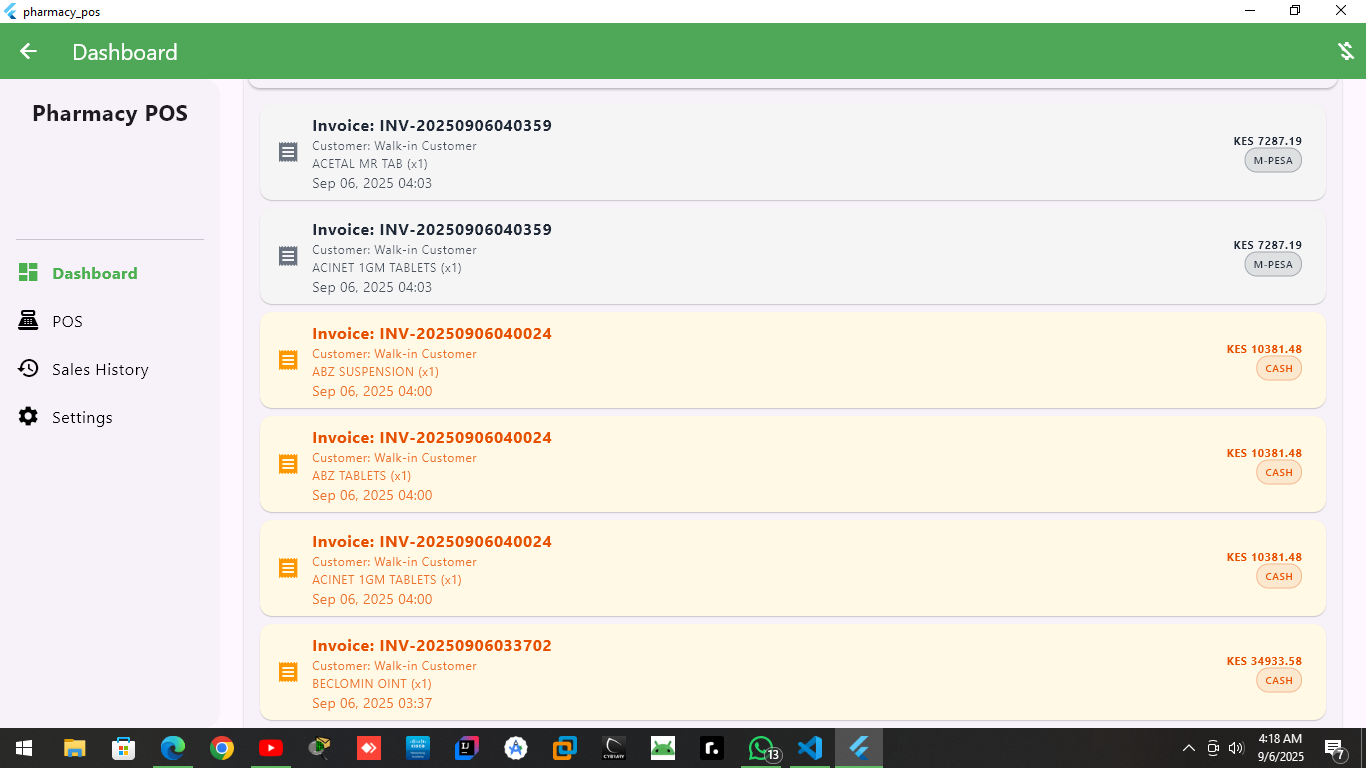 pharmacy_pos
Dashboard
Pharmacy POS
Dashboard
POS
Sales History
Settings
Invoice: INV-20250906040359
Customer: Walk-in Customer
ACETAL MR TAB (x1)
Sep 06, 2025 04:03
KES 7287.19
M-PESA
Invoice: INV-20250906040359
Customer: Walk-in Customer
ACINET 1GM TABLETS (x1)
Sep 06, 2025 04:03
KES 7287.19
M-PESA
Invoice: INV-20250906040024
Customer: Walk-in Customer
ABZ SUSPENSION (x1)
Sep 06, 2025 04:00
KES 10381.48
CASH
Invoice: INV-20250906040024
Customer: Walk-in Customer
ABZ TABLETS (x1)
Sep 06, 2025 04:00
KES 10381.48
CASH
Invoice: INV-20250906040024
Customer: Walk-in Customer
ACINET 1GM TABLETS (x1)
Sep 06, 2025 04:00
KES 10381.48
CASH
Invoice: INV-20250906033702
Customer: Walk-in Customer
BECLOMIN OINT (x1)
Sep 06, 2025 03:37
KES 34933.58
CASH
IJ
r.
13
4:18 AM
9/6/2025
7